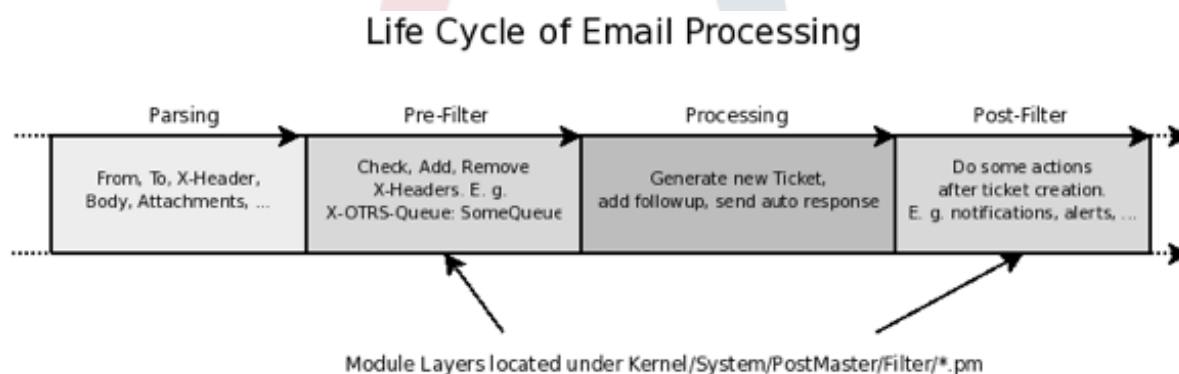 Life Cycle of Email Processing
Parsing
Pre-Filter
Processing
Post-Filter
From, To, X-Header,
Body, Attachments, ...
Check, Add, Remove
X-Headers. E. g.
X-OTRS-Queue: SomeQueue
Generate new Ticket,
add followup, send auto response
Do some actions
after ticket creation.
E. g. notifications, alerts, ...
Module Layers located under Kernel/System/PostMaster/Filter/*.pm